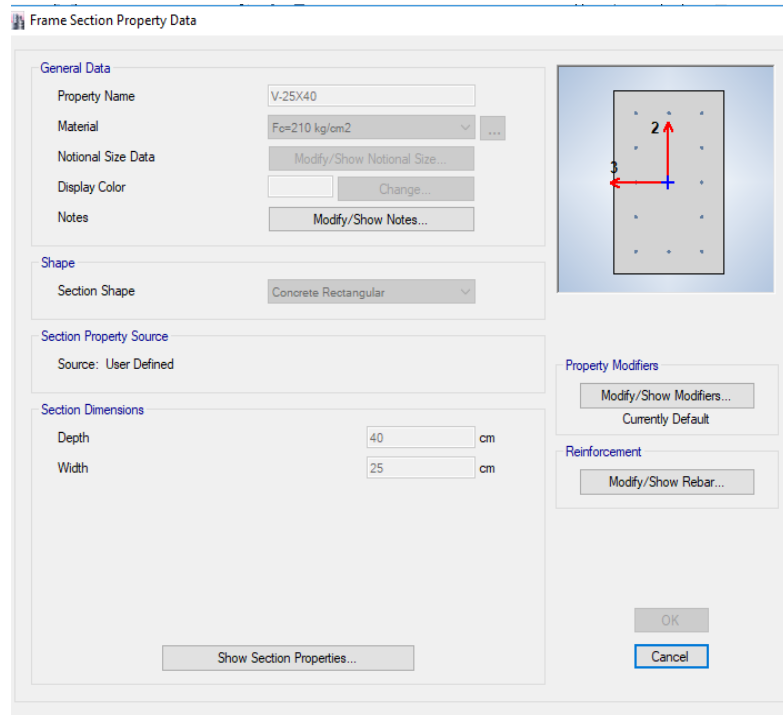 Frame Section Property Data
General Data
Property Name V-25X40
Material Fc=210 kg/cm2 ...
Notional Size Data Modify/Show Notional Size...
Display Color Change...
Notes Modify/Show Notes...
2
3
Shape
Section Shape Concrete Rectangular
Section Property Source
Source: User Defined
Property Modifiers
Modify/Show Modifiers...
Currently Default
Section Dimensions
Depth 40 cm
Width 25 cm
Reinforcement
Modify/Show Rebar...
Show Section Properties...
OK
Cancel